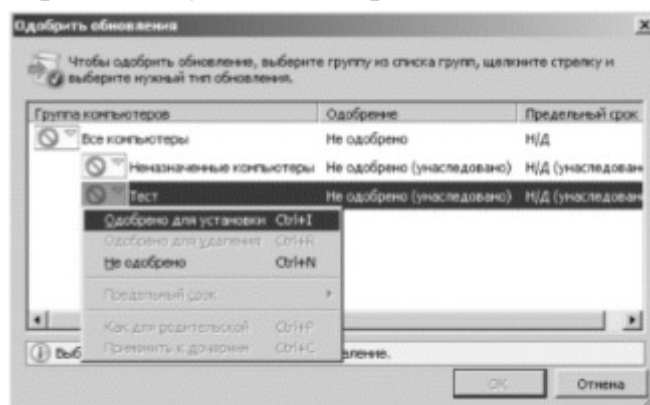 Одобрить обновления
Чтобы одобрить обновление, выберите группу из списка групп, щелкните стрелку и
выберите нужный тип обновления.
Группа компьютеров Одобрение Предельный срок
Все компьютеры Не одобрено Н/Д
Неназначенные компьютеры Не одобрено (унаследовано) Н/Д (унаследован
Тест Не одобрено (унаследовано) Н/Д (унаследован
Одобрено для установки Ctrl+I
Одобрено для удаления Ctrl+R
Не одобрено Ctrl+N
Предельный срок
Как для родительской Ctrl+P
Применить к дочерним Ctrl+C
Выб
вление.
OK Отмена